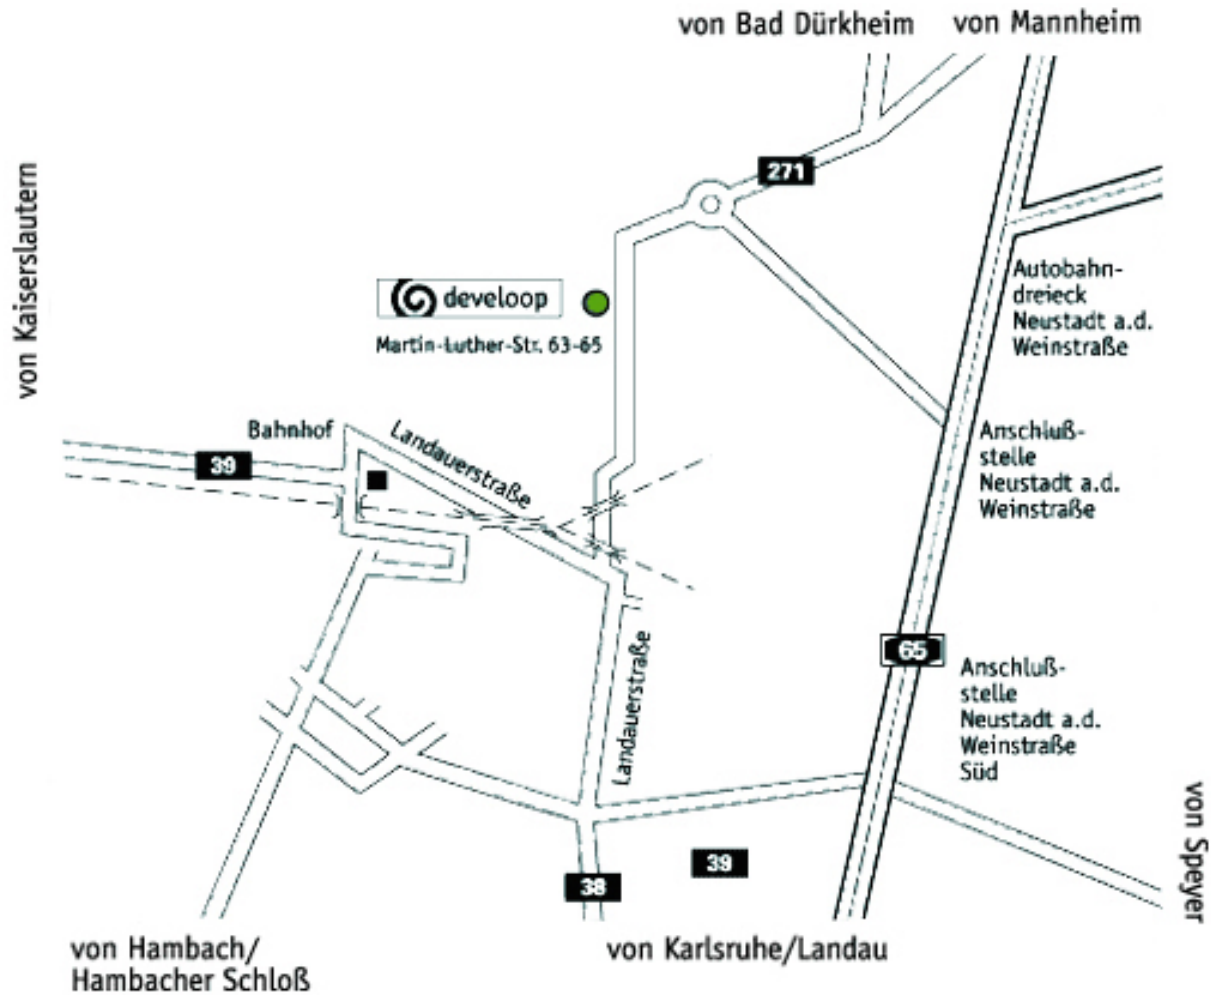 von Bad Dürkheim
von Mannheim
von Kaiserslautern
271
Autobahn-
dreieck
Neustadt a.d.
Weinstraße
develoop
Martin-Luther-Str. 63-65
Bahnhof
Landauerstraße
39
Anschluß-
stelle
Neustadt a.d.
Weinstraße
65
Landauerstraße
Anschluß-
stelle
Neustadt a.d.
Weinstraße
Süd
von Speyer
39
38
von Hambach/
Hambacher Schloß
von Karlsruhe/Landau